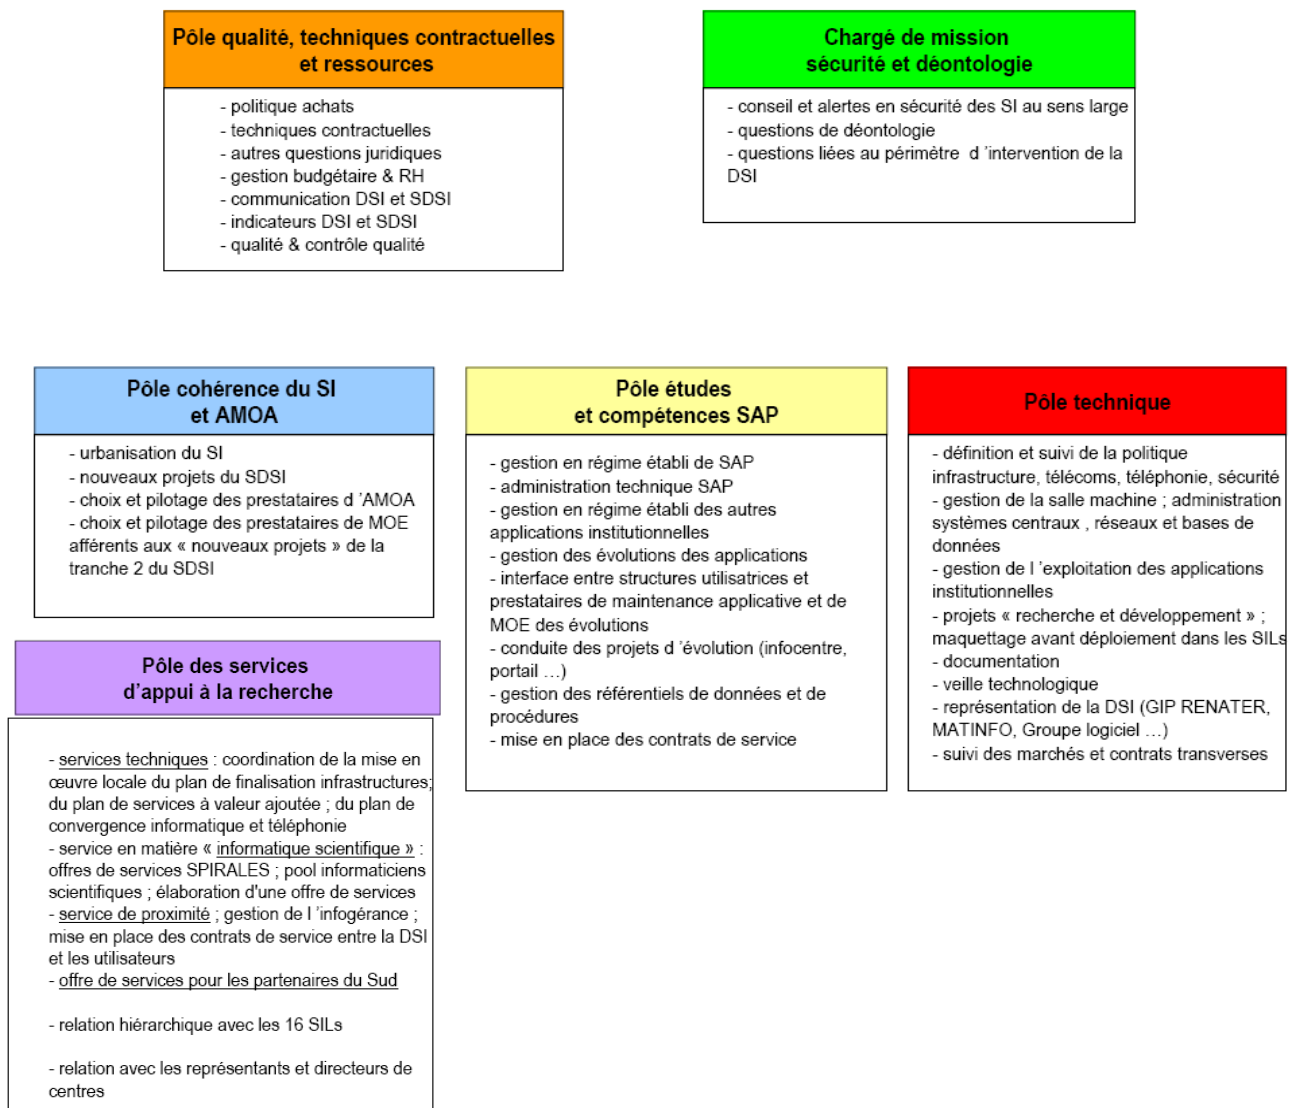 Pôle qualité, techniques contractuelles
et ressources
- politique achats
- techniques contractuelles
- autres questions juridiques
- gestion budgétaire & RH
- communication DSI et SDSI
- indicateurs DSI et SDSI
- qualité & contrôle qualité
Chargé de mission
sécurité et déontologie
- conseil et alertes en sécurité des SI au sens large
- questions de déontologie
- questions liées au périmètre d 'intervention de la
DSI
Pôle cohérence du SI
et AMOA
- urbanisation du SI
- nouveaux projets du SDSI
- choix et pilotage des prestataires d 'AMOA
- choix et pilotage des prestataires de MOE
afférents aux « nouveaux projets » de la
tranche 2 du SDSI
Pôle études
et compétences SAP
- gestion en régime établi de SAP
- administration technique SAP
- gestion en régime établi des autres
applications institutionnelles
- gestion des évolutions des applications
- interface entre structures utilisatrices et
prestataires de maintenance applicative et de
MOE des évolutions
- conduite des projets d 'évolution (infocentre,
portail ...)
- gestion des référentiels de données et de
procédures
- mise en place des contrats de service
Pôle technique
- définition et suivi de la politique
infrastructure, télécoms, téléphonie, sécurité
- gestion de la salle machine ; administration
systèmes centraux , réseaux et bases de
données
- gestion de l 'exploitation des applications
institutionnelles
- projets « recherche et développement » ;
maquettage avant déploiement dans les SILs
- documentation
- veille technologique
- représentation de la DSI (GIP RENATER,
MATINFO, Groupe logiciel ...)
- suivi des marchés et contrats transverses
Pôle des services
d'appui à la recherche
- services techniques : coordination de la mise en
œuvre locale du plan de finalisation infrastructures;
du plan de services à valeur ajoutée ; du plan de
convergence informatique et téléphonie
- service en matière « informatique scientifique » :
offres de services SPIRALES ; pool informaticiens
scientifiques ; élaboration d'une offre de services
- service de proximité ; gestion de l 'infogérance ;
mise en place des contrats de service entre la DSI
et les utilisateurs
- offre de services pour les partenaires du Sud
- relation hiérarchique avec les 16 SILs
- relation avec les représentants et directeurs de
centres